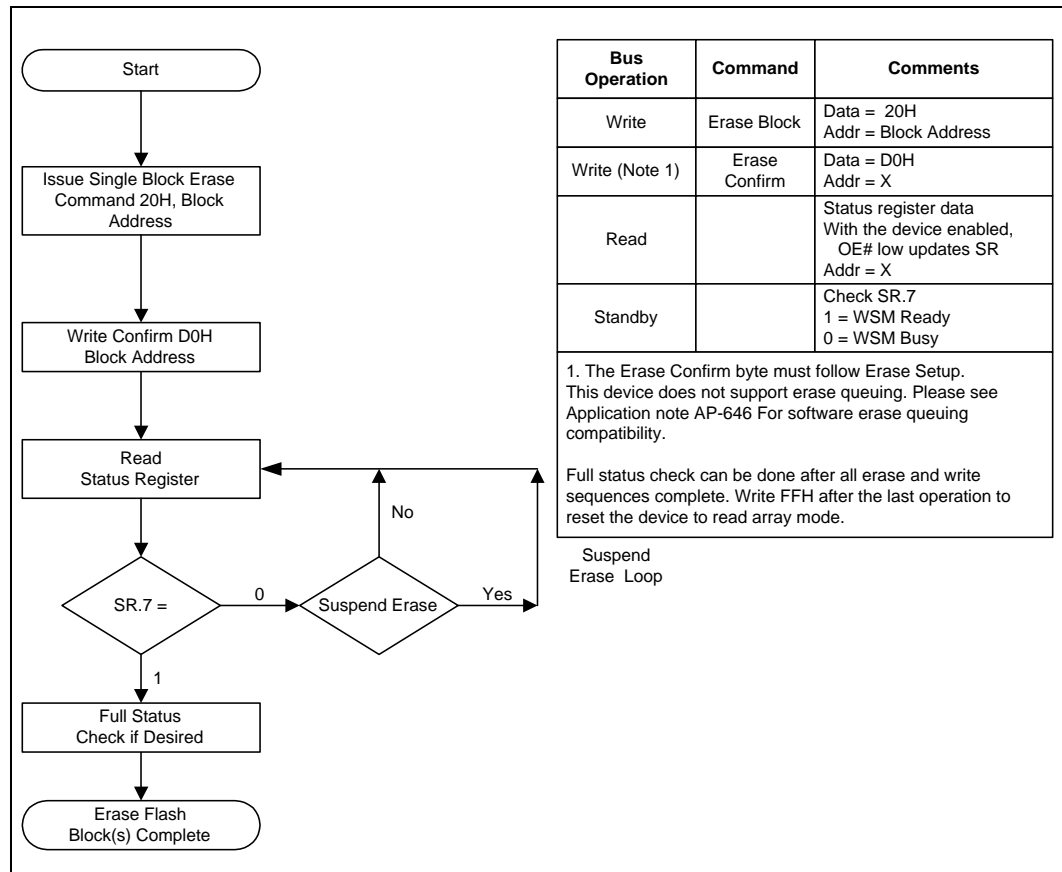 Start
Issue Single Block Erase
Command 20H, Block
Address
Write Confirm D0H
Block Address
Read
Status Register
No
SR.7 =
0
Suspend Erase
Yes
1
Full Status
Check if Desired
Erase Flash
Block(s) Complete
Bus
Operation
Command
Comments
Write
Erase Block
Data = 20H
Addr = Block Address
Write (Note 1)
Erase
Confirm
Data = D0H
Addr = X
Read
Status register data
With the device enabled,
OE# low updates SR
Addr = X
Standby
Check SR.7
1 = WSM Ready
0 = WSM Busy
1. The Erase Confirm byte must follow Erase Setup.
This device does not support erase queuing. Please see
Application note AP-646 For software erase queuing
compatibility.
Full status check can be done after all erase and write
sequences complete. Write FFH after the last operation to
reset the device to read array mode.
Suspend
Erase Loop